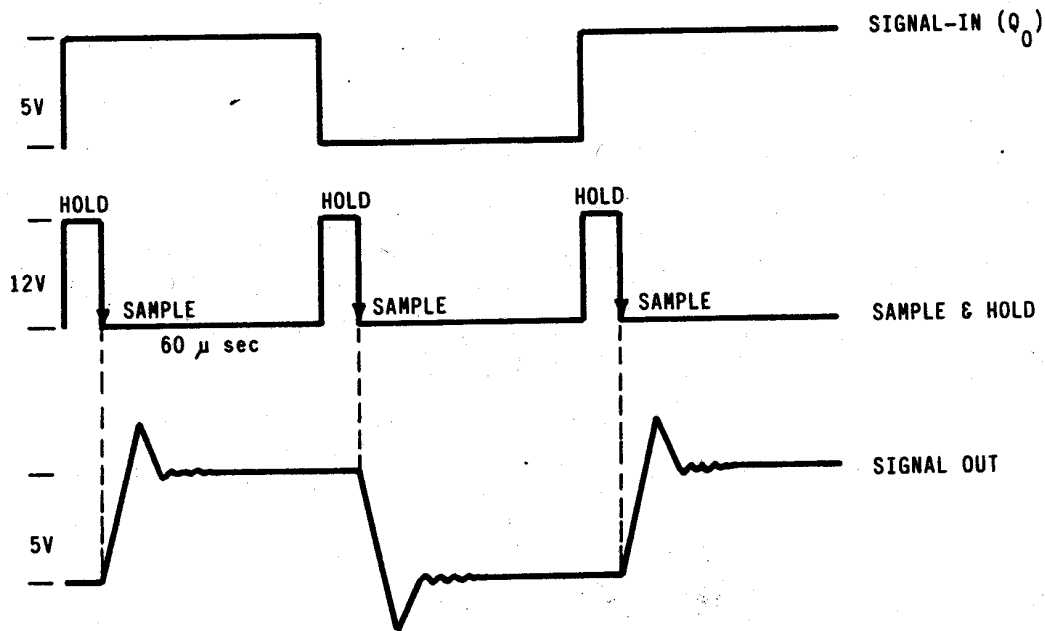 SIGNAL-IN (Q0)
5V
HOLD
HOLD
HOLD
12V
SAMPLE
SAMPLE
SAMPLE
SAMPLE & HOLD
60 μ sec
SIGNAL OUT
5V